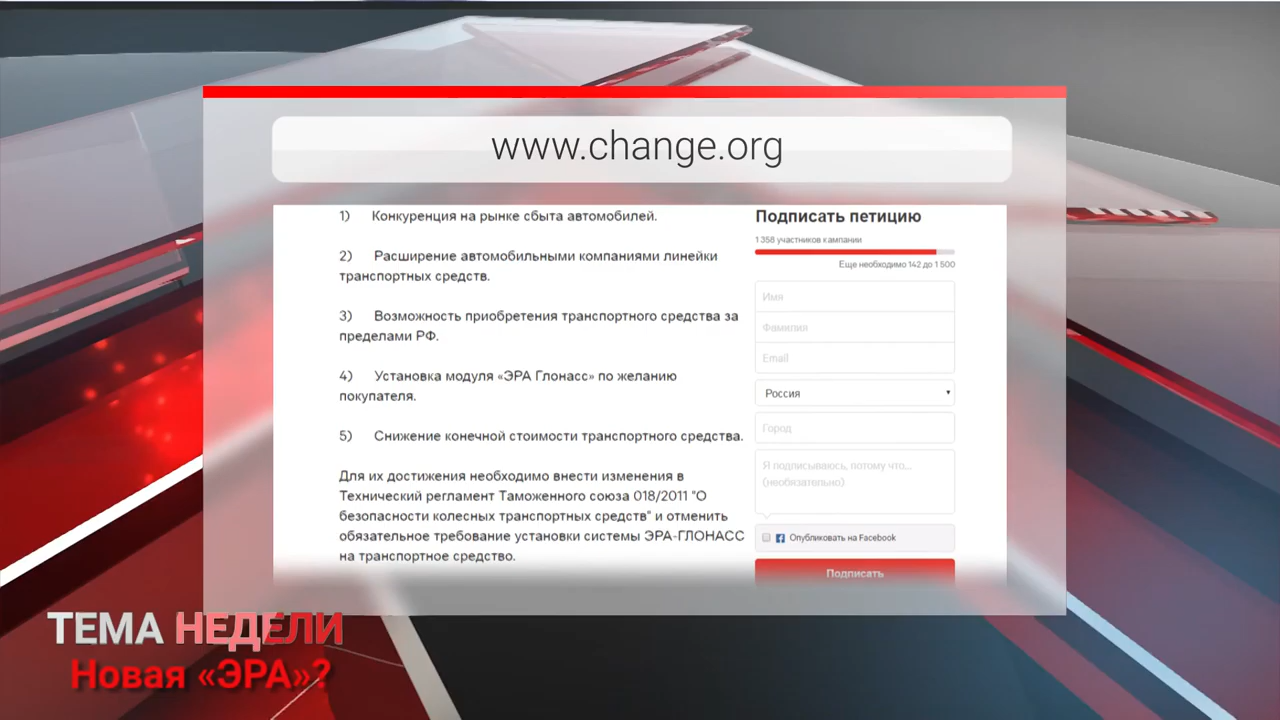 www.change.org
1) Конкуренция на рынке сбыта автомобилей.
2) Расширение автомобильными компаниями линейки
транспортных средств.
3) Возможность приобретения транспортного средства за
пределами РФ.
4) Установка модуля «ЭРА Глонасс» по желанию
покупателя.
5) Снижение конечной стоимости транспортного средства.
Для их достижения необходимо внести изменения в
Технический регламент Таможенного союза 018/2011 "О
безопасности колесных транспортных средств" и отменить
обязательное требование установки системы ЭРА-ГЛОНАСС
на транспортное средство.
Подписать петицию
1 358 участников кампании
Еще необходимо 142 до 1 500
Имя
Фамилия
Email
Россия
Город
Я подписываюсь, потому что...
(необязательно)
Опубликовать на Facebook
Подписать
ТЕМА НЕДЕЛИ
Новая «ЭРА»?